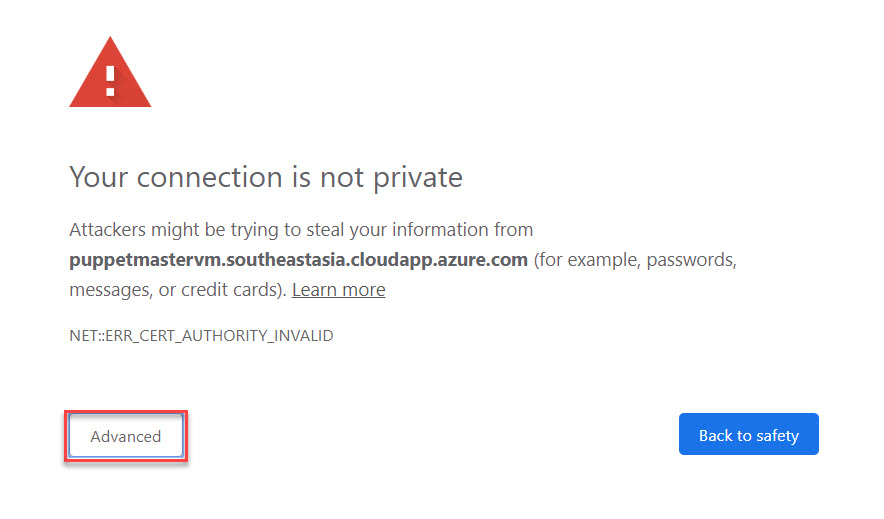 Your connection is not private
Attackers might be trying to steal your information from
puppetmastervm.southeastasia.cloudapp.azure.com (for example, passwords,
messages, or credit cards). Learn more
NET::ERR_CERT_AUTHORITY_INVALID
Advanced
Back to safety